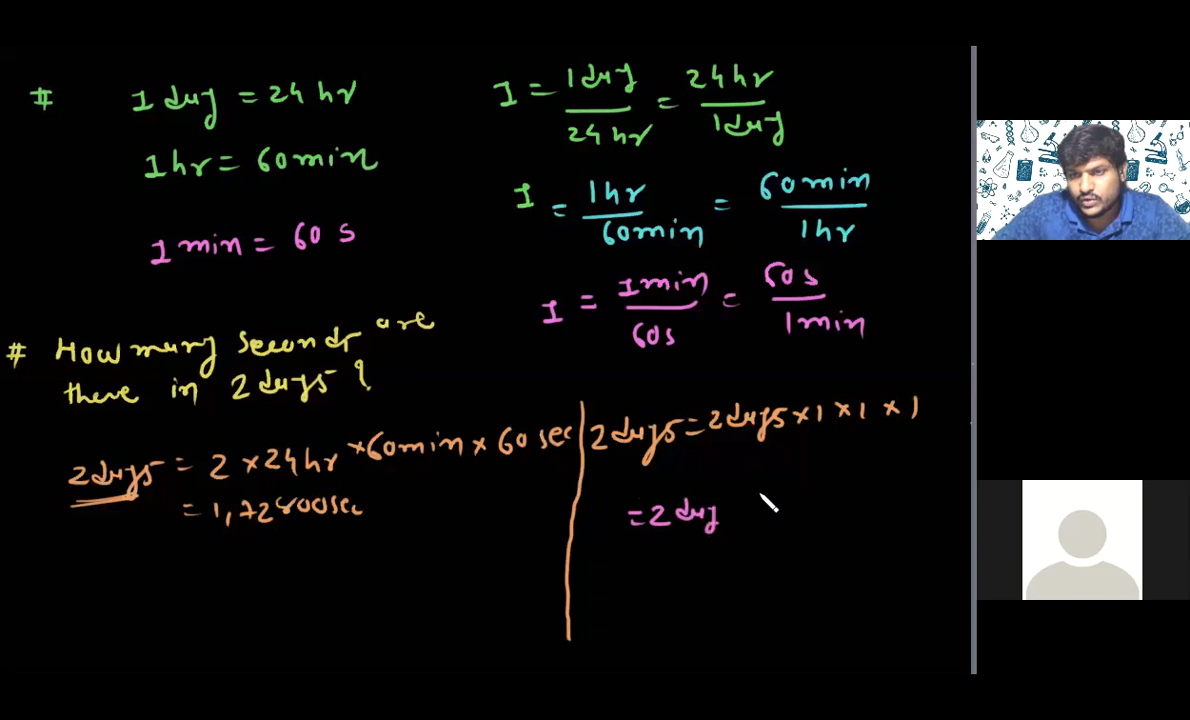 # 1 day = 24 hr
1 hr = 60 min
1 min = 60 s
1 = 1 day / 24 hr = 24 hr / 1 day
1 = 1 hr / 60 min = 60 min / 1 hr
1 = 1 min / 60 s = 60 s / 1 min
# How many seconds are
there in 2 days ?
2 days = 2 × 24 hr × 60 min × 60 sec
= 1,72800 sec
2 days = 2 days × 1 × 1 × 1
= 2 day